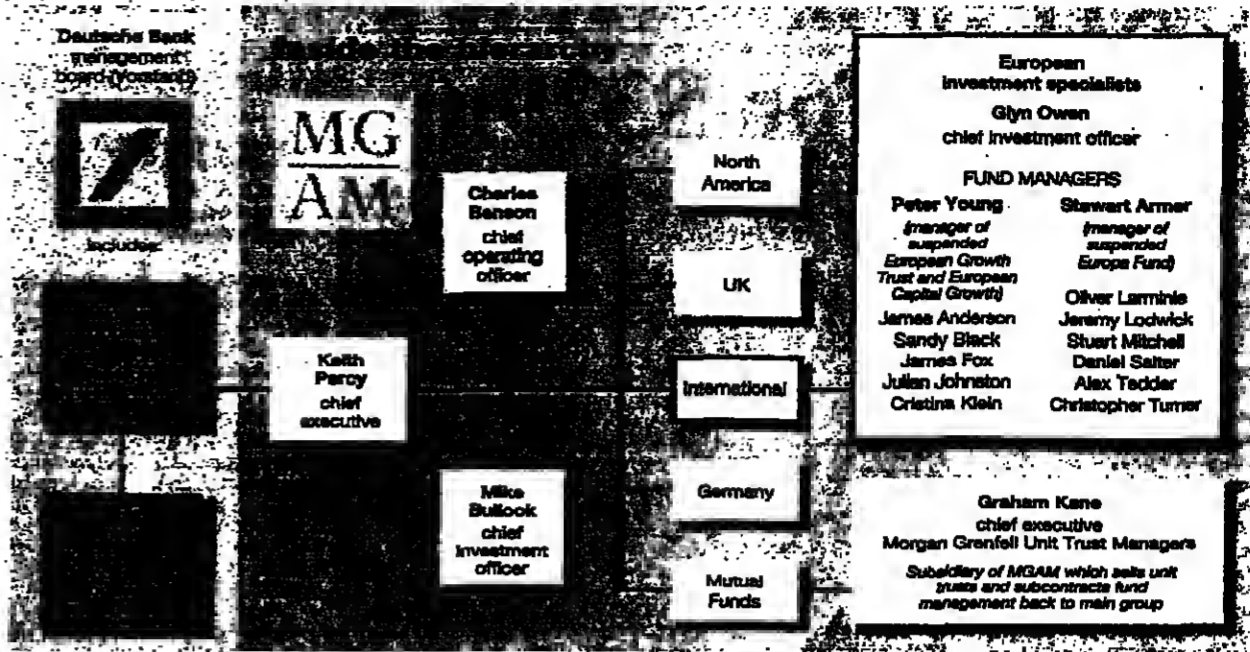 Deutsche Bank
management
board (Vorstand)
includes:
Inside the
MG
AM
Charles
Benson
chief
operating
officer
Keith
Percy
chief
executive
Mike
Bullock
chief
investment
officer
North
America
UK
International
Germany
Mutual
Funds
European
investment specialists
Glyn Owen
chief investment officer
FUND MANAGERS
Peter Young
(manager of
suspended
European Growth
Trust and European
Capital Growth)
James Anderson
Sandy Black
James Fox
Julian Johnston
Cristina Klein
Stewart Armer
(manager of
suspended
Europa Fund)
Oliver Larminie
Jeremy Lodwick
Stuart Mitchell
Daniel Salter
Alex Tedder
Christopher Turner
Graham Kane
chief executive
Morgan Grenfell Unit Trust Managers
Subsidiary of MGAM which sells unit
trusts and subcontracts fund
management back to main group